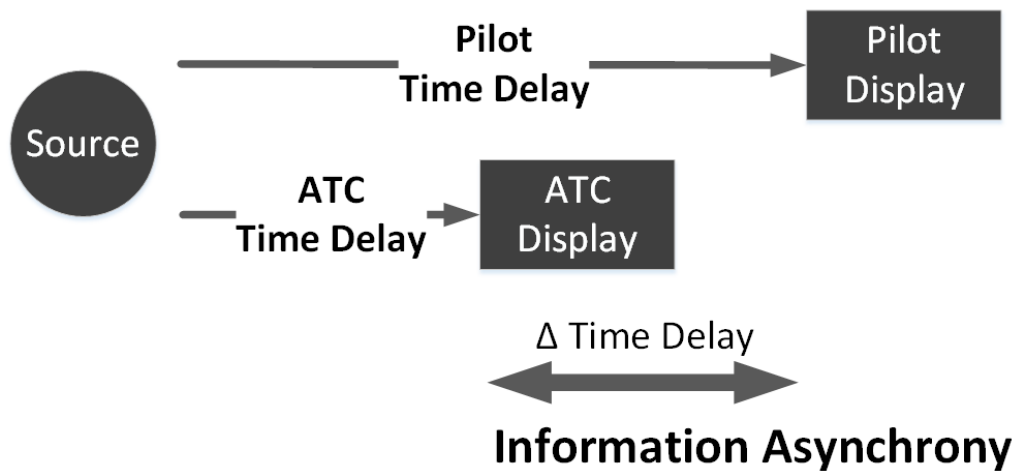 Pilot
Time Delay
Pilot
Display
Source
ATC
Time Delay
ATC
Display
Δ Time Delay
Information Asynchrony